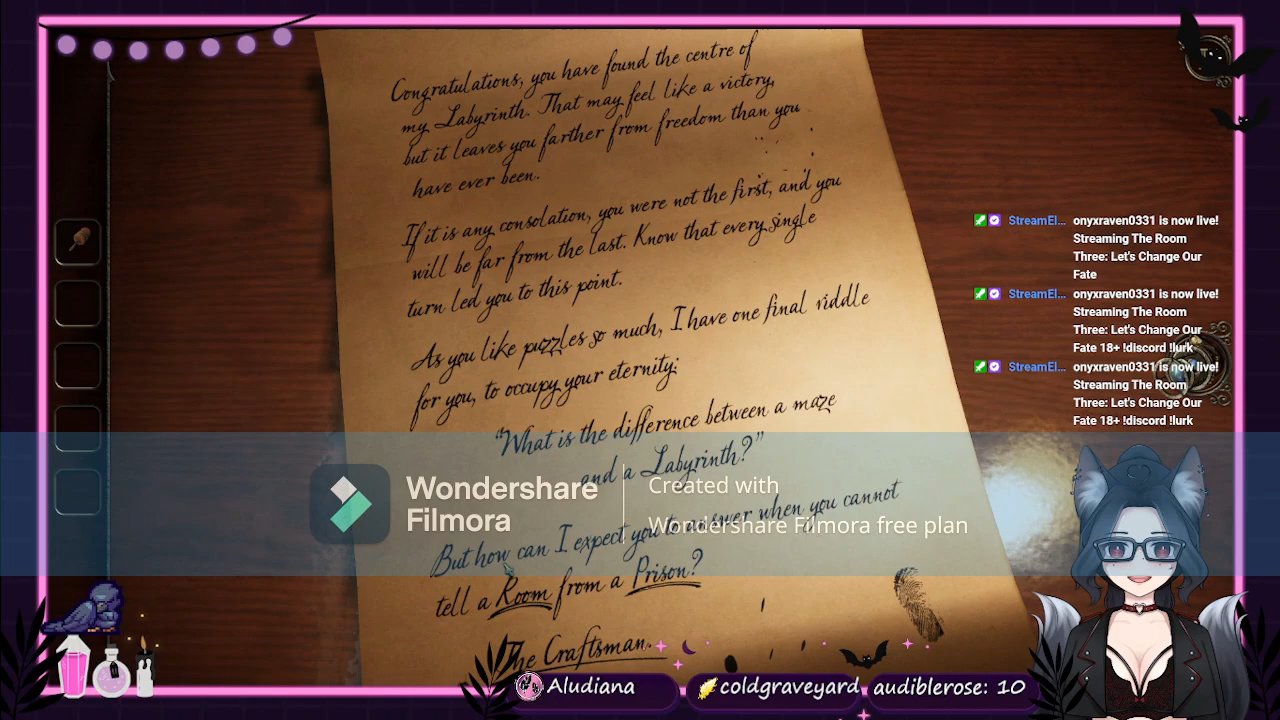 Congratulations, you have found the centre of
my Labyrinth. That may feel like a victory,
but it leaves you farther from freedom than you
have ever been.
If it is any consolation, you were not the first, and you
will be far from the last. Know that every single
turn led you to this point.
As you like puzzles so much, I have one final riddle
for you, to occupy your eternity:
"What is the difference between a maze
and a Labyrinth?"
But how can I expect you to answer when you cannot
tell a Room from a Prison?
The Craftsman.
StreamEl... onyxraven0331 is now live!
Streaming The Room
Three: Let's Change Our
Fate
StreamEl... onyxraven0331 is now live!
Streaming The Room
Three: Let's Change Our
Fate 18+ !discord !lurk
StreamEl... onyxraven0331 is now live!
Streaming The Room
Three: Let's Change Our
Fate 18+ !discord !lurk
Wondershare
Filmora
Created with
Wondershare Filmora free plan
Aludiana
coldgraveyard
audiblerose: 10